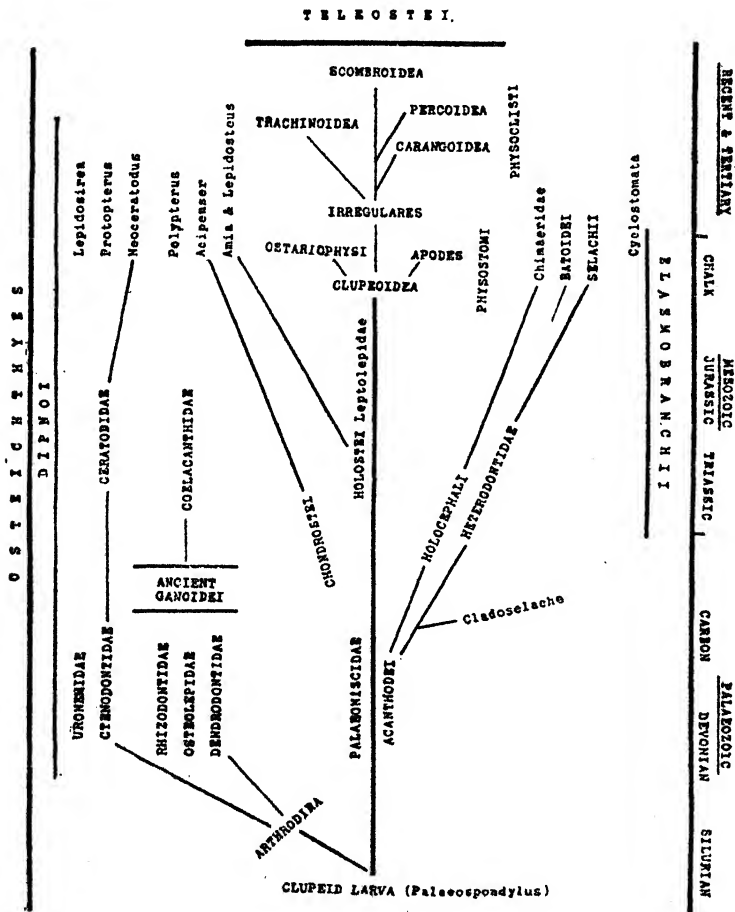 TELEOSTEI.
SCOMBROIDEA
PERCOIDEA
TRACHINOIDEA
CARANGOIDEA
PHYSOCLISTI
IRREGULARES
OSTARIOPHYSI
APODES
CLUPEOIDEA
PHYSOSTOMI
Lepidosirea
Protopterus
Neoceratodus
Polypterus
Acipenser
Amia & Lepidosteus
Chimaeridae
BATOIDEI
SELACHII
Cyclostomata
RECENT & TERTIARY
CHALK
MESOZOIC
JURASSIC
TRIASSIC
ELASMOBRANCHII
OSTEICHTHYES
DIPNOI
CERATODIDAE
COELACANTHIDAE
HOLOSTEI Leptolepidae
CHONDROSTEI
HOLOCEPHALI
HETERODONTIDAE
ANCIENT
GANOIDEI
Cladoselache
CARBON
PALAEOZOIC
DEVONIAN
SILURIAN
URONEMIDAE
CTENODONTIDAE
RHIZODONTIDAE
OSTEOLEPIDAE
DENDRODONTIDAE
PALAEONISCIDAE
ACANTHODEI
ARTHRODIRA
CLUPEID LARVA (Palaeospondylus)